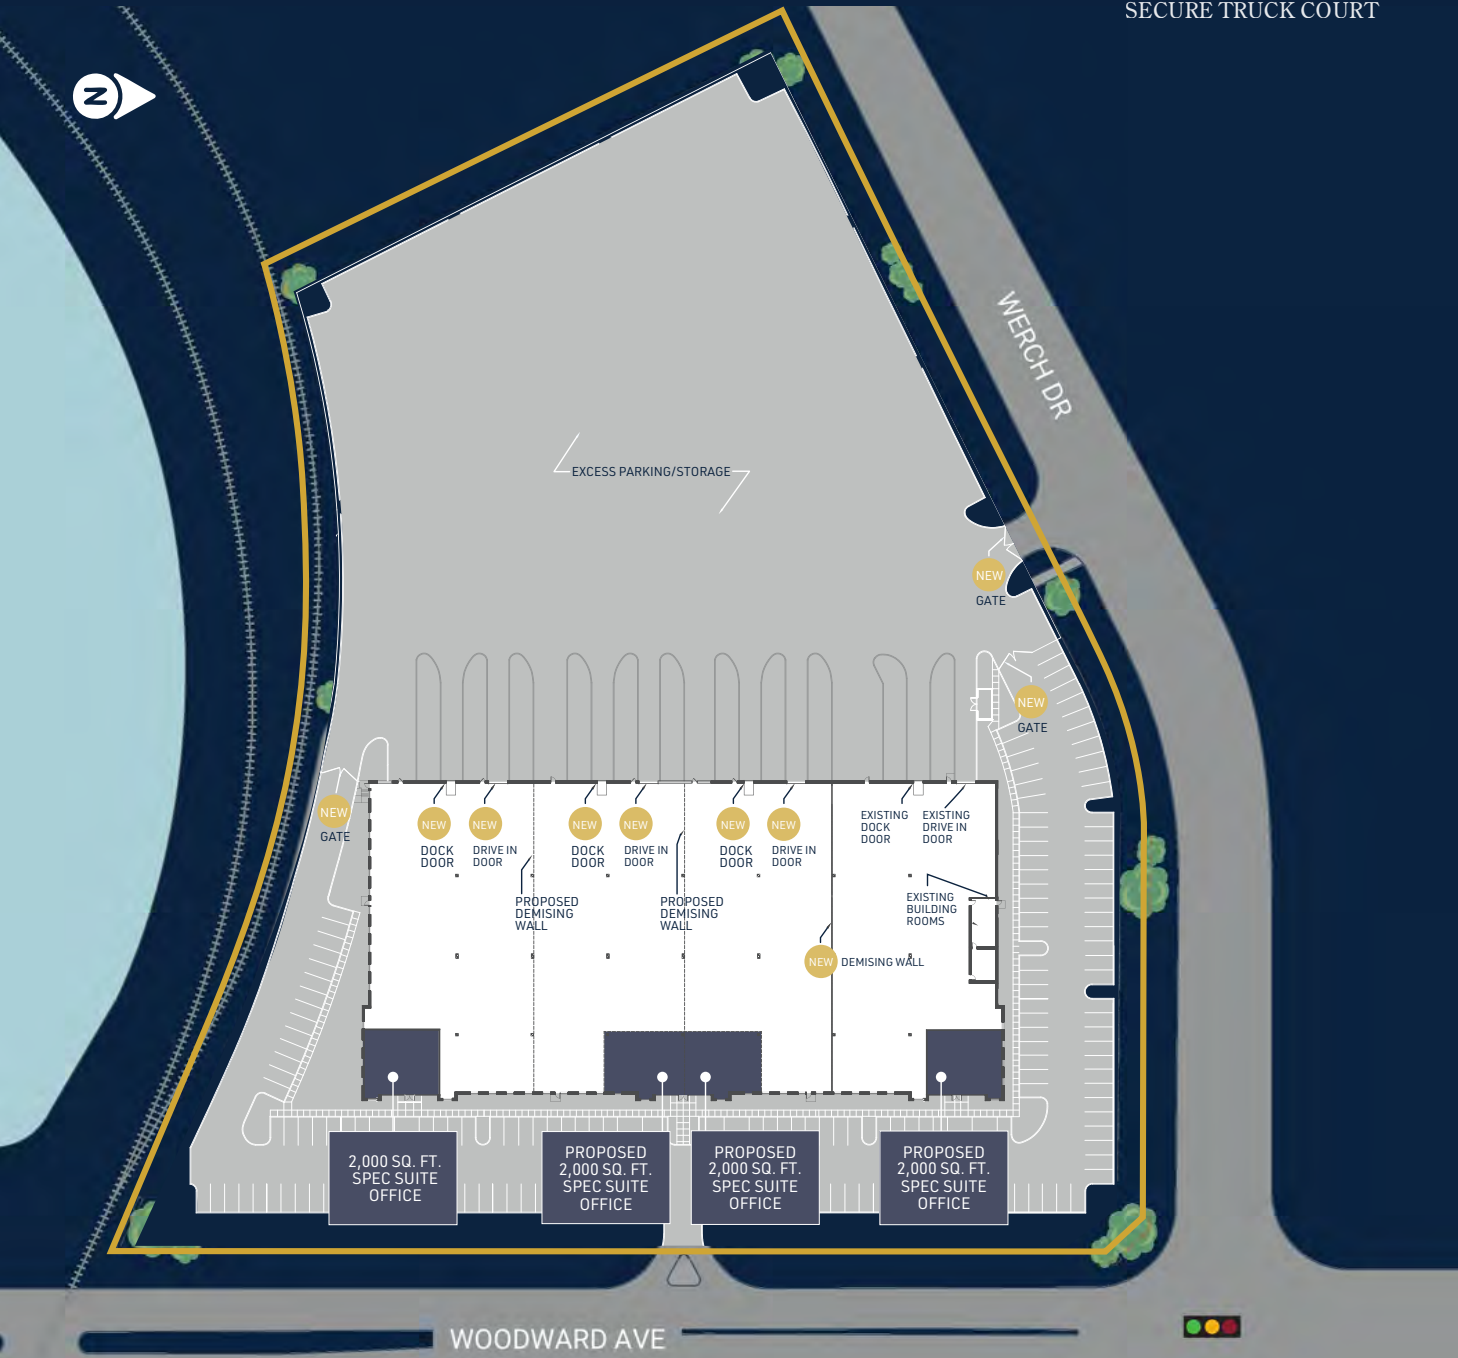 SECURE TRUCK COURT
N
WERCH DR
EXCESS PARKING/STORAGE
NEW
GATE
NEW
GATE
NEW
GATE
NEW
DOCK
DOOR
NEW
DRIVE IN
DOOR
NEW
DOCK
DOOR
NEW
DRIVE IN
DOOR
NEW
DOCK
DOOR
NEW
DRIVE IN
DOOR
EXISTING
DOCK
DOOR
EXISTING
DRIVE IN
DOOR
PROPOSED
DEMISING
WALL
PROPOSED
DEMISING
WALL
EXISTING
BUILDING
ROOMS
NEW
DEMISING WALL
2,000 SQ. FT.
SPEC SUITE
OFFICE
PROPOSED
2,000 SQ. FT.
SPEC SUITE
OFFICE
PROPOSED
2,000 SQ. FT.
SPEC SUITE
OFFICE
PROPOSED
2,000 SQ. FT.
SPEC SUITE
OFFICE
WOODWARD AVE